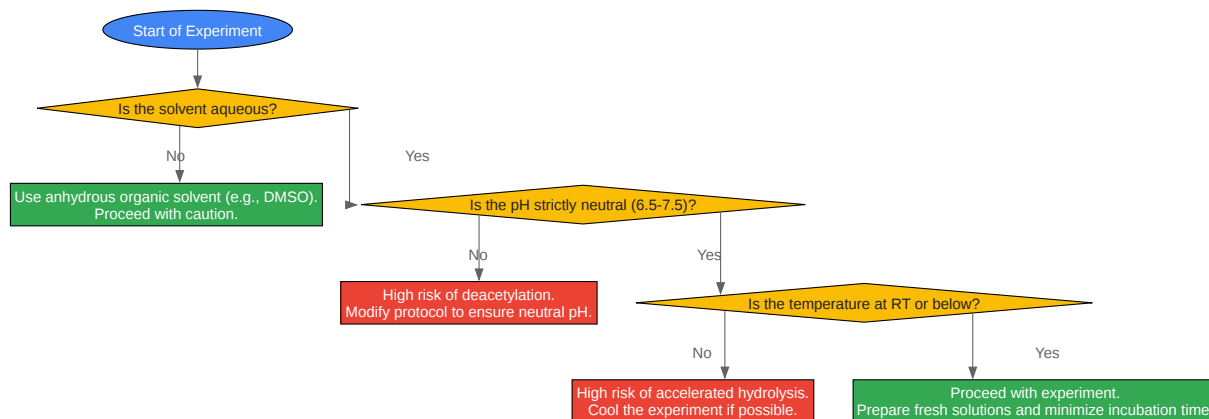 Start of Experiment
Is the solvent aqueous?
No
Yes
Use anhydrous organic solvent (e.g., DMSO).
Proceed with caution.
Is the pH strictly neutral (6.5-7.5)?
No
Yes
High risk of deacetylation.
Modify protocol to ensure neutral pH.
Is the temperature at RT or below?
No
Yes
High risk of accelerated hydrolysis.
Cool the experiment if possible.
Proceed with experiment.
Prepare fresh solutions and minimize incubation time